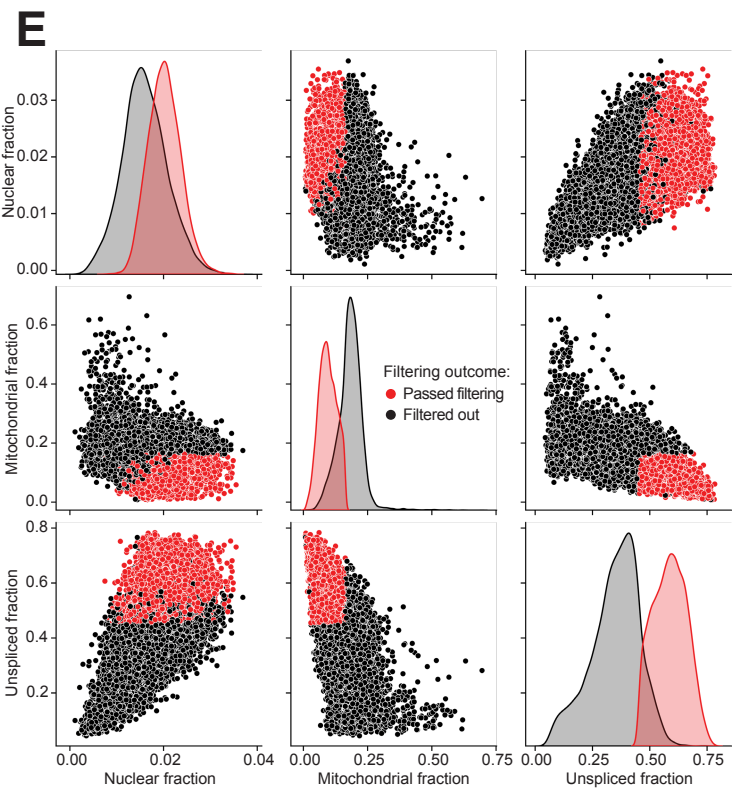 E
Nuclear fraction
0.03
0.02
0.01
0.00
Mitochondrial fraction
0.6
0.4
0.2
0.0
Filtering outcome:
Passed filtering
Filtered out
Unspliced fraction
0.8
0.6
0.4
0.2
0.00 0.02 0.04 0.00 0.25 0.50 0.75 0.00 0.25 0.50 0.75
Nuclear fraction Mitochondrial fraction Unspliced fraction